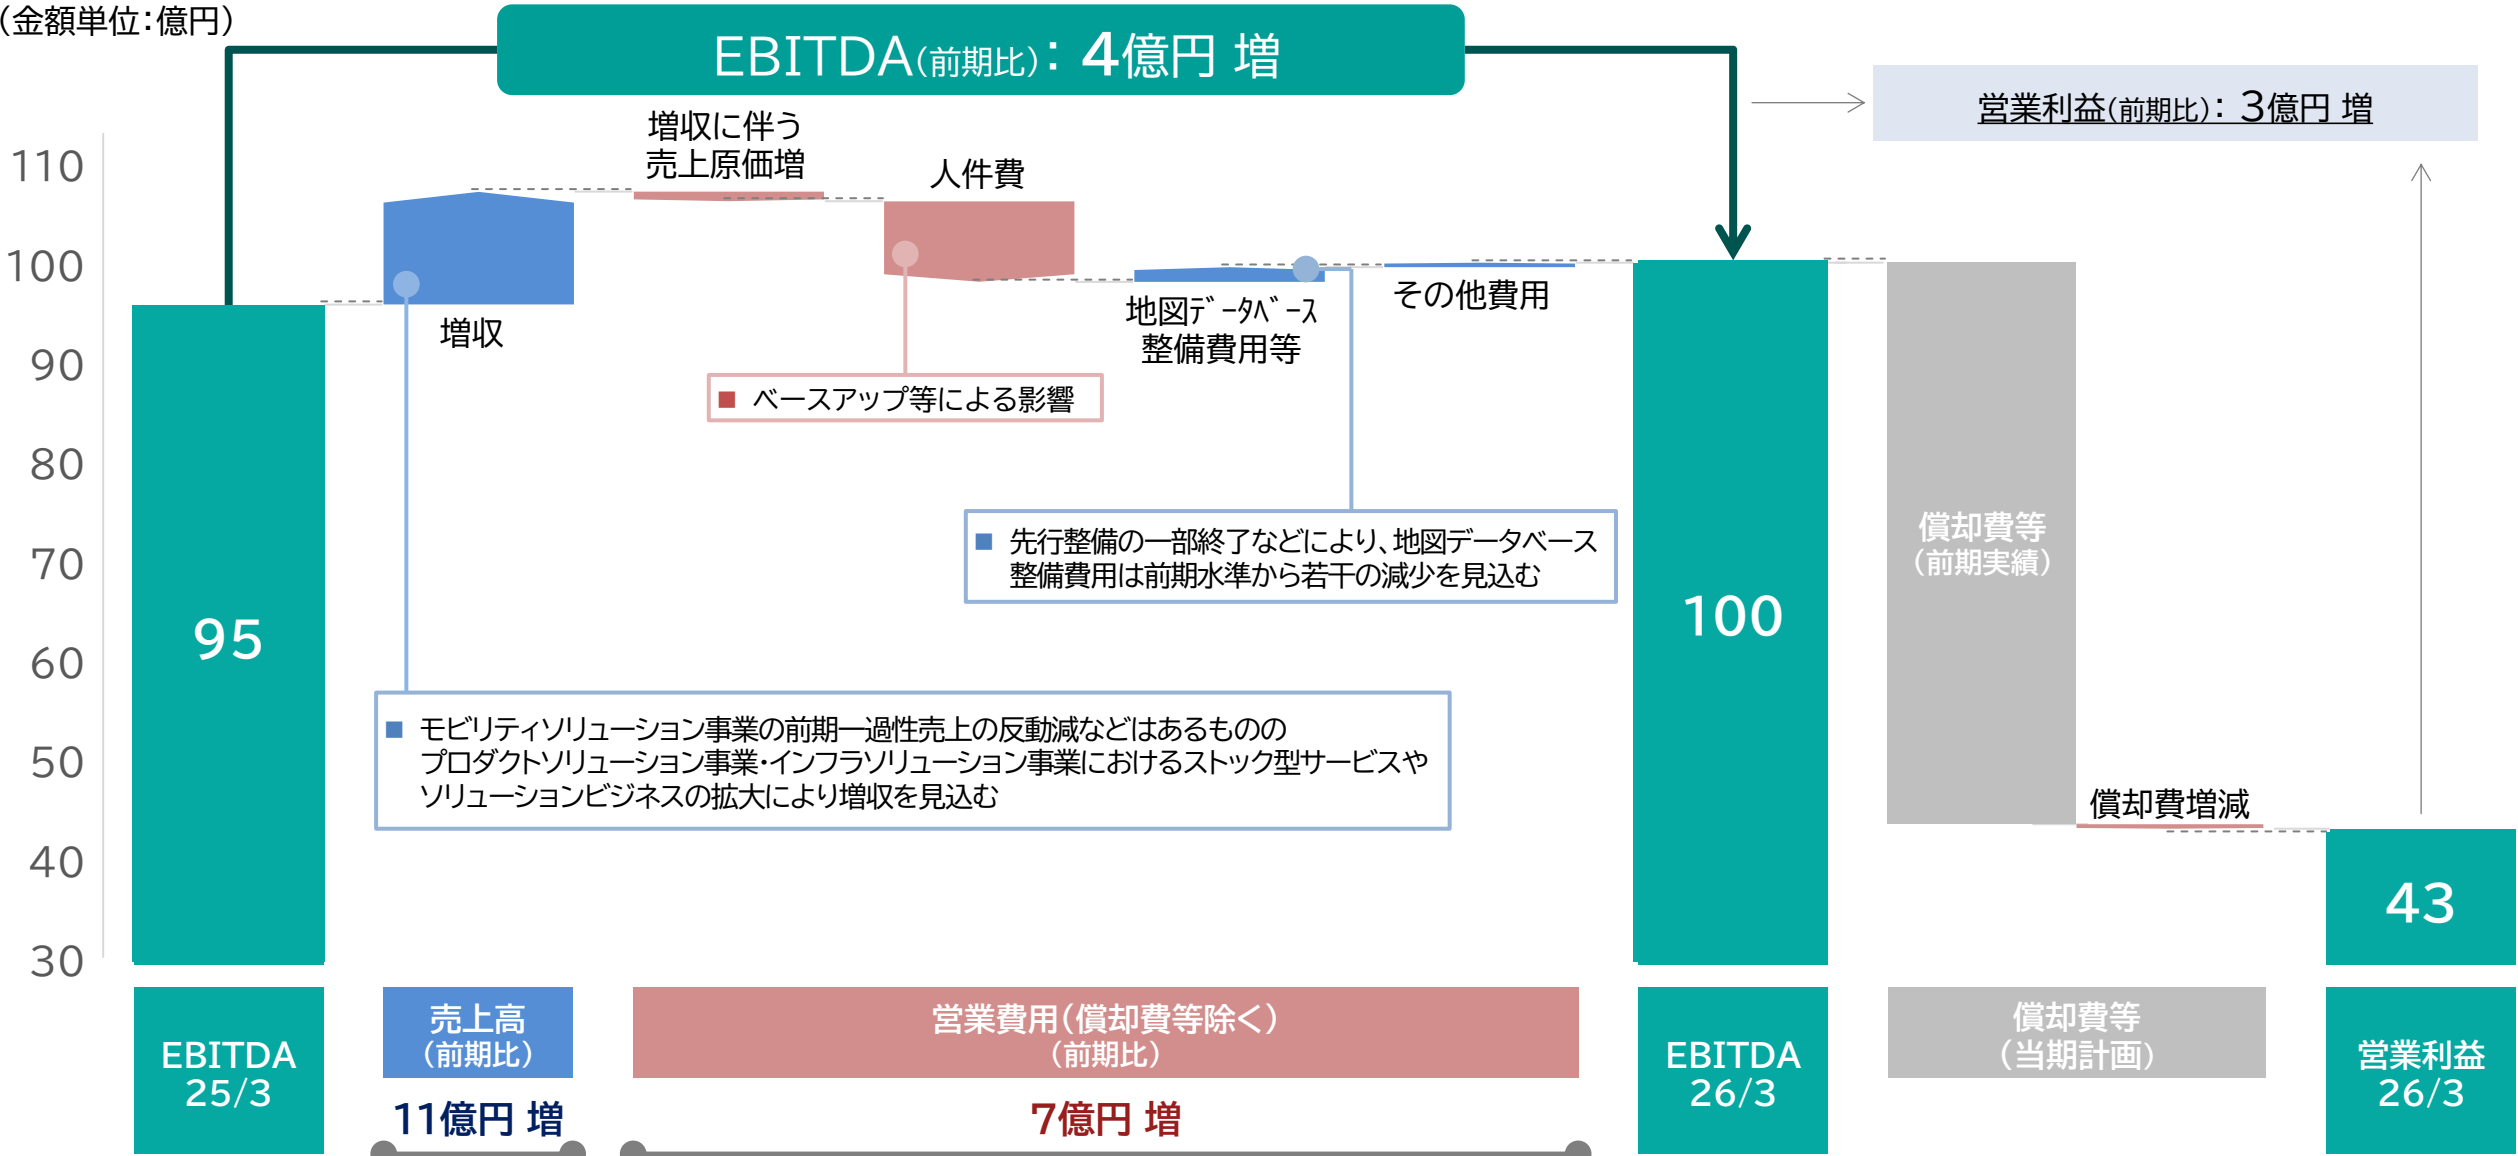 （金額単位：億円）
EBITDA（前期比）：4億円 増
営業利益（前期比）：3億円 増
110
100
90
80
70
60
50
40
30
増収に伴う
売上原価増
人件費
増収
地図ﾃﾞｰﾀﾍﾞｰｽ
整備費用等
その他費用
■ ベースアップ等による影響
■ 先行整備の一部終了などにより、地図データベース
整備費用は前期水準から若干の減少を見込む
■ モビリティソリューション事業の前期一過性売上の反動減などはあるものの
プロダクトソリューション事業・インフラソリューション事業におけるストック型サービスや
ソリューションビジネスの拡大により増収を見込む
95
100
償却費等
（前期実績）
償却費増減
43
EBITDA
25/3
売上高
（前期比）
11億円 増
営業費用（償却費等除く）
（前期比）
7億円 増
EBITDA
26/3
償却費等
（当期計画）
営業利益
26/3